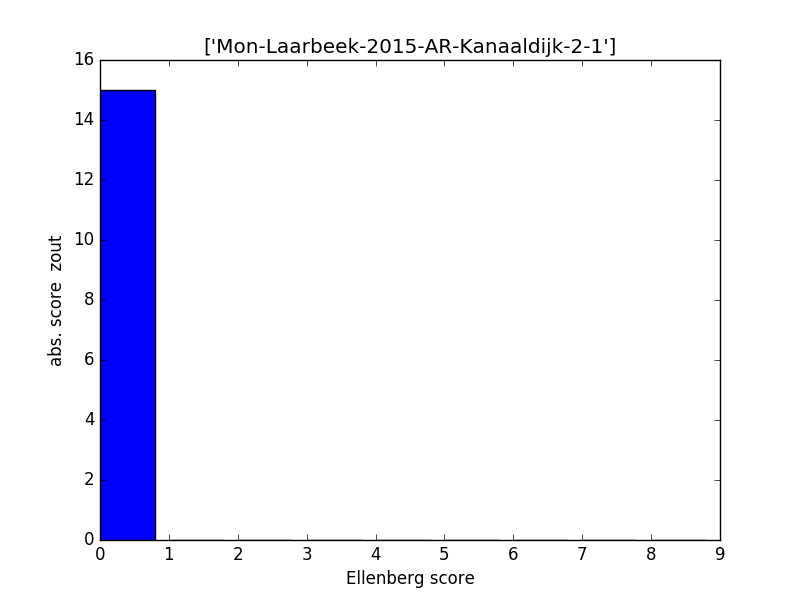 ['Mon-Laarbeek-2015-AR-Kanaaldijk-2-1']
16
14
12
10
8
6
4
2
0
abs. score  zout
0 1 2 3 4 5 6 7 8 9
Ellenberg score